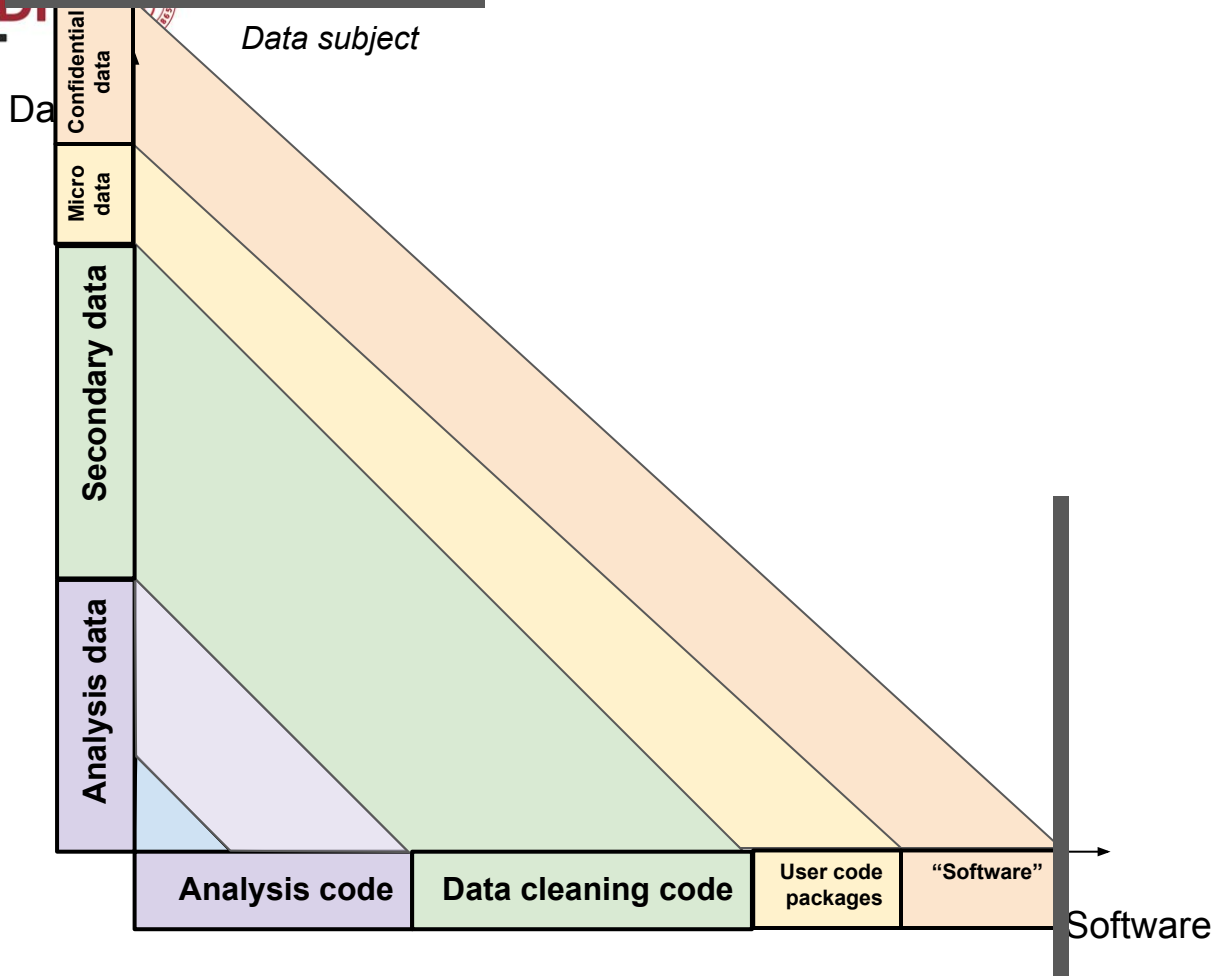 Data subject
Confidential
data
Da
Micro
data
Secondary data
Analysis data
Analysis code
Data cleaning code
User code
packages
“Software”
Software